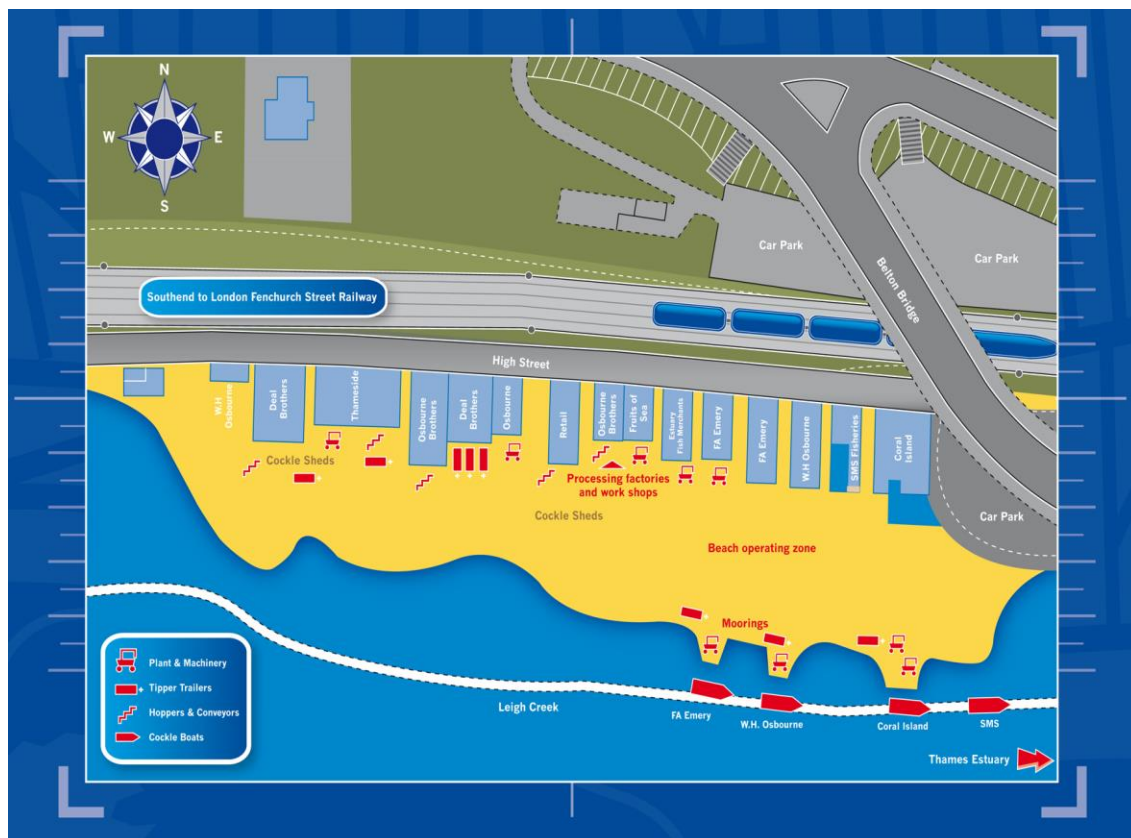 N
W
E
S
Car Park
Car Park
Belton Bridge
Southend to London Fenchurch Street Railway
High Street
W.H
Osbourne
Deal
Brothers
Thameside
Osbourne
Brothers
Deal
Brothers
Osbourne
Retail
Osbourne
Brothers
Fruits of
Sea
Estuary
Fish Merchants
FA Emery
FA Emery
W.H Osbourne
SMS Fisheries
Coral
Island
Cockle Sheds
Processing factories
and work shops
Cockle Sheds
Car Park
Beach operating zone
Moorings
Plant & Machinery
Tipper Trailers
Hoppers & Conveyors
Cockle Boats
Leigh Creek
FA Emery
W.H. Osbourne
Coral Island
SMS
Thames Estuary